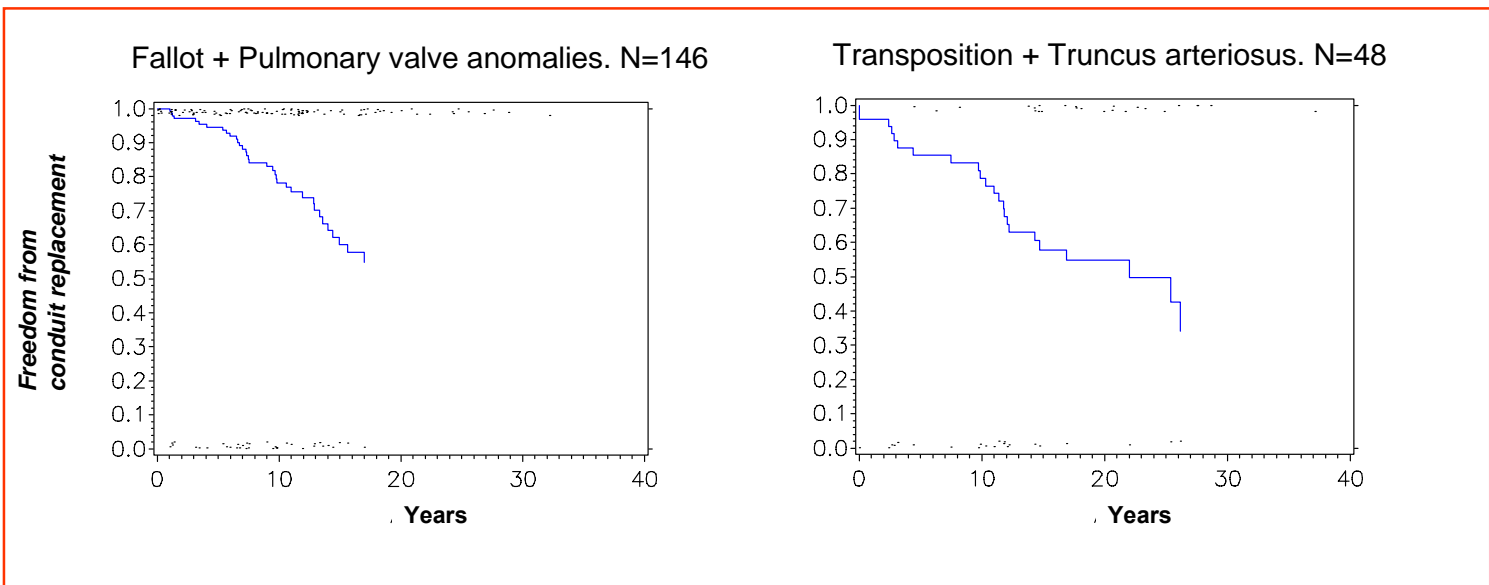 Fallot + Pulmonary valve anomalies. N=146
1.0
0.9
0.8
0.7
0.6
0.5
0.4
0.3
0.2
0.1
0.0
0 10 20 30 40
Years
Freedom from
conduit replacement
Transposition + Truncus arteriosus. N=48
1.0
0.9
0.8
0.7
0.6
0.5
0.4
0.3
0.2
0.1
0.0
0 10 20 30 40
Years